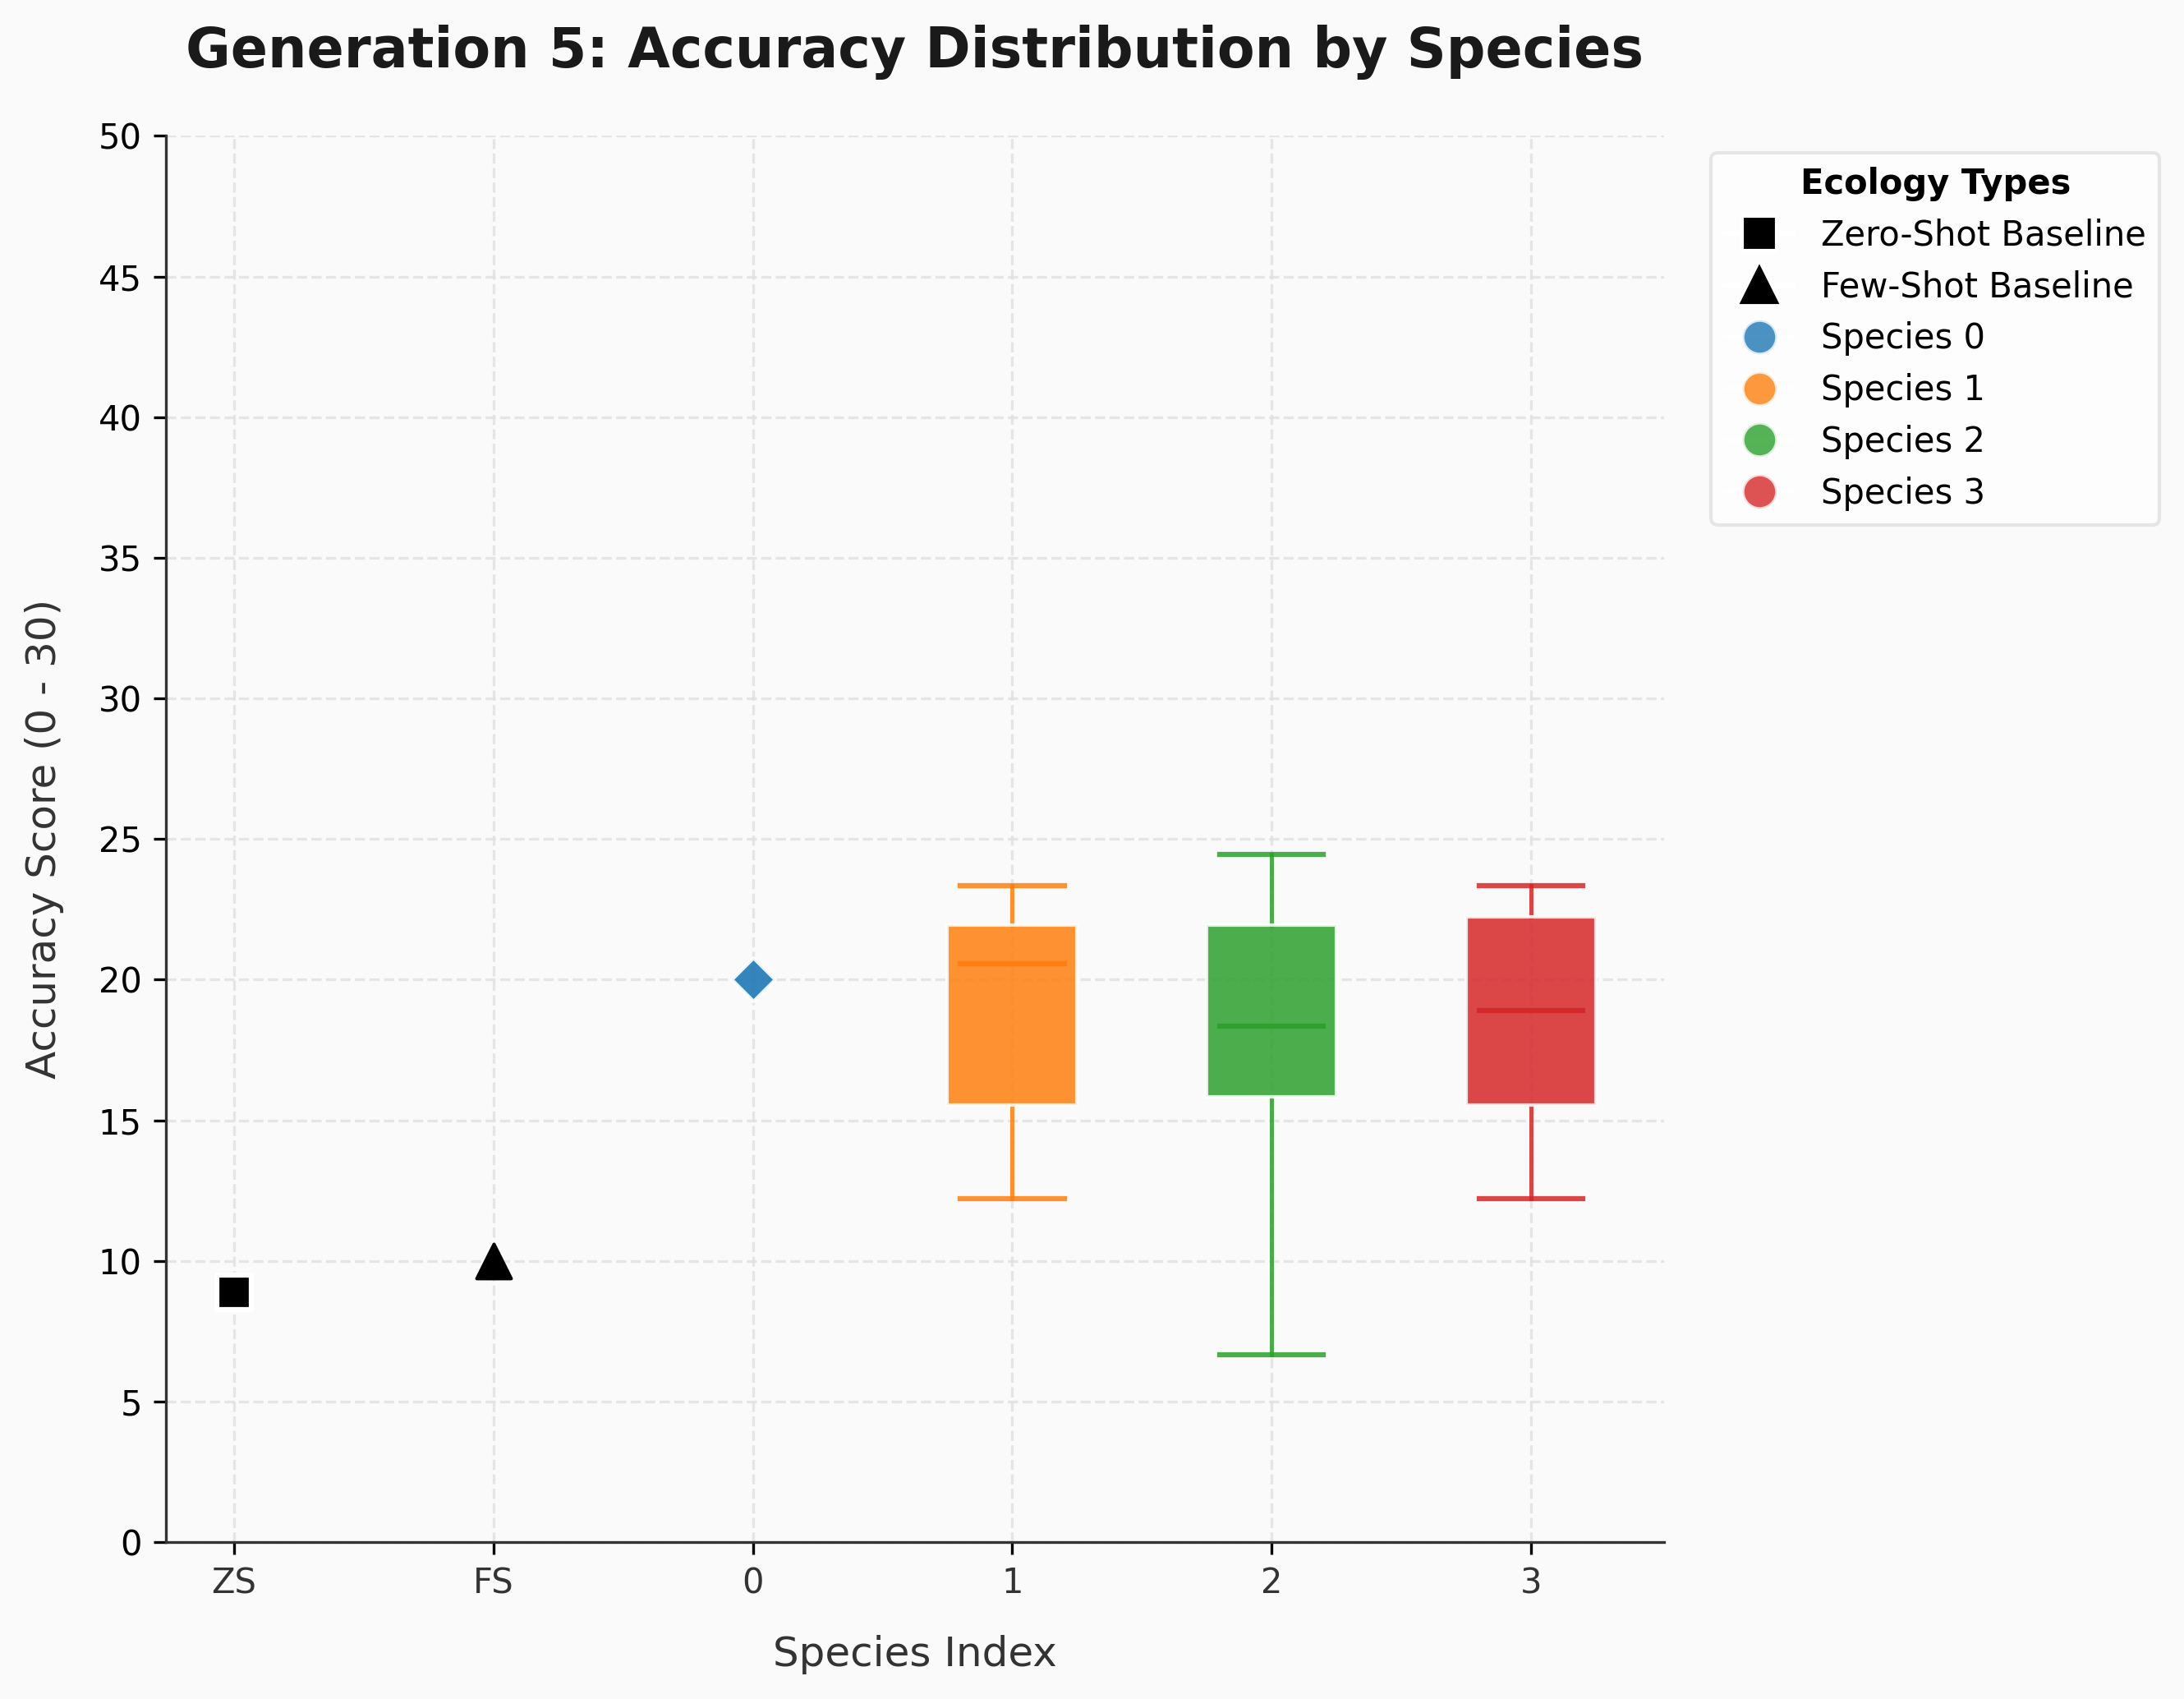 Generation 5: Accuracy Distribution by Species
Accuracy Score (0 - 30)
50
45
40
35
30
25
20
15
10
5
0
ZS
FS
0
1
2
3
Species Index
Ecology Types
Zero-Shot Baseline
Few-Shot Baseline
Species 0
Species 1
Species 2
Species 3